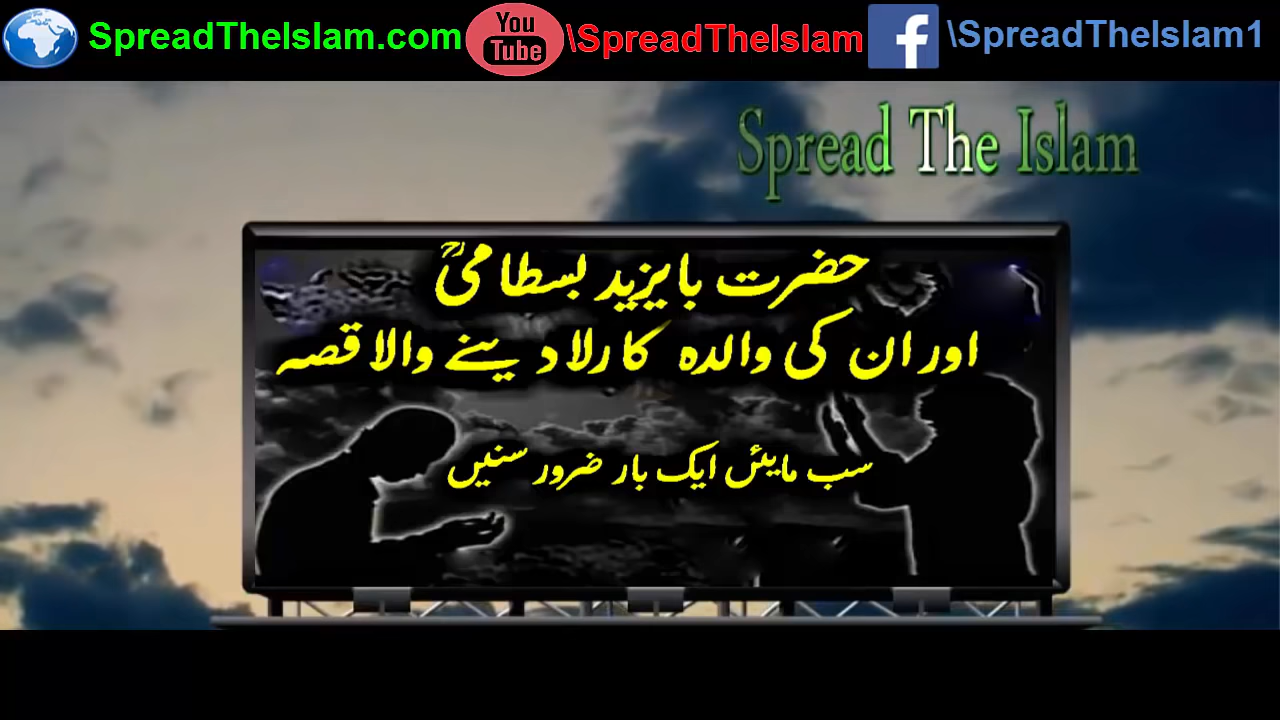 SpreadTheIslam.com You Tube \SpreadTheIslam f \SpreadTheIslam1
Spread The Islam
حضرت بایزید بسطامیؒ
اور ان کی والدہ کا رلا دینے والا قصہ
سب مایئں ایک بار ضرور سنیں